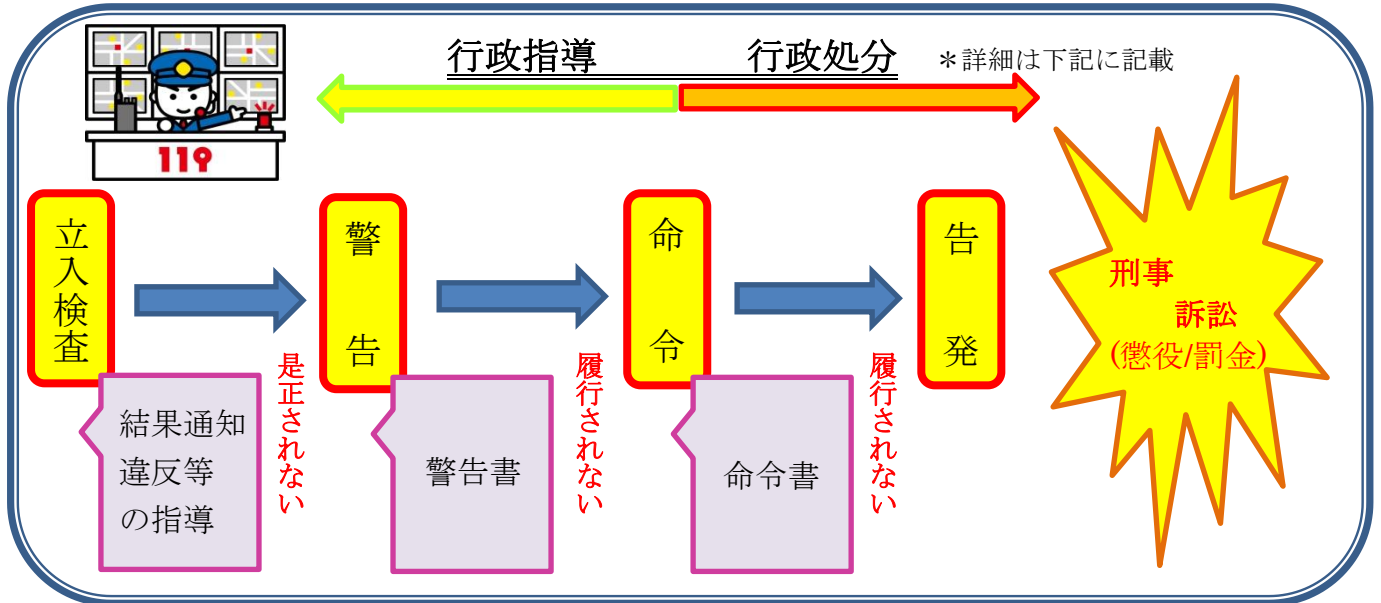 行政指導 行政処分 ＊詳細は下記に記載
119
立入検査
警告
命令
告発
刑事
訴訟
(懲役/罰金)
是正されない
履行されない
履行されない
結果通知
違反等
の指導
警告書
命令書